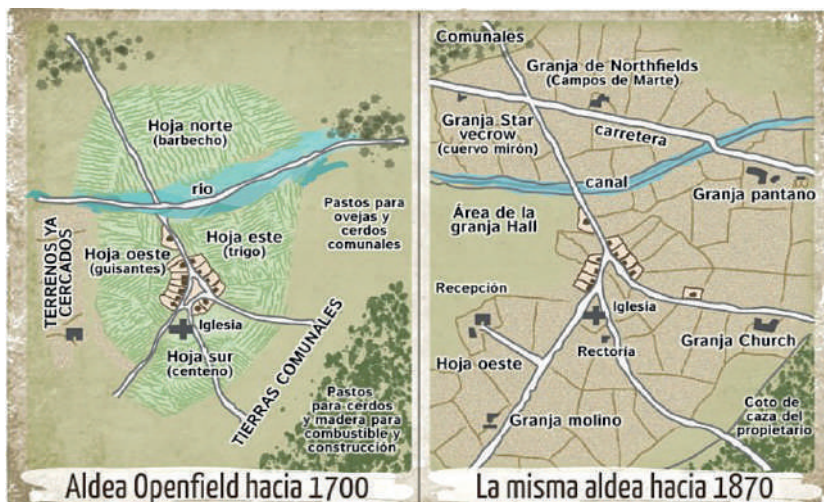 Hoja norte
(barbecho)
río
Pastos para
ovejas y
cerdos
comunales
TERRENOS YA
CERCADOS
Hoja oeste
(guisantes)
Hoja este
(trigo)
Iglesia
Hoja sur
(centeno)
TIERRAS COMUNALES
Pastos
para cerdos
y madera para
combustible y
construcción
Aldea Openfield hacia 1700
Comunales
Granja de Northfields
(Campos de Marte)
Granja Star
vecrow
(cuervo mirón)
carretera
canal
Granja pantano
Área de la
granja Hall
Recepción
Iglesia
Granja Church
Rectoría
Hoja oeste
Granja molino
Coto de
caza del
propietario
La misma aldea hacia 1870